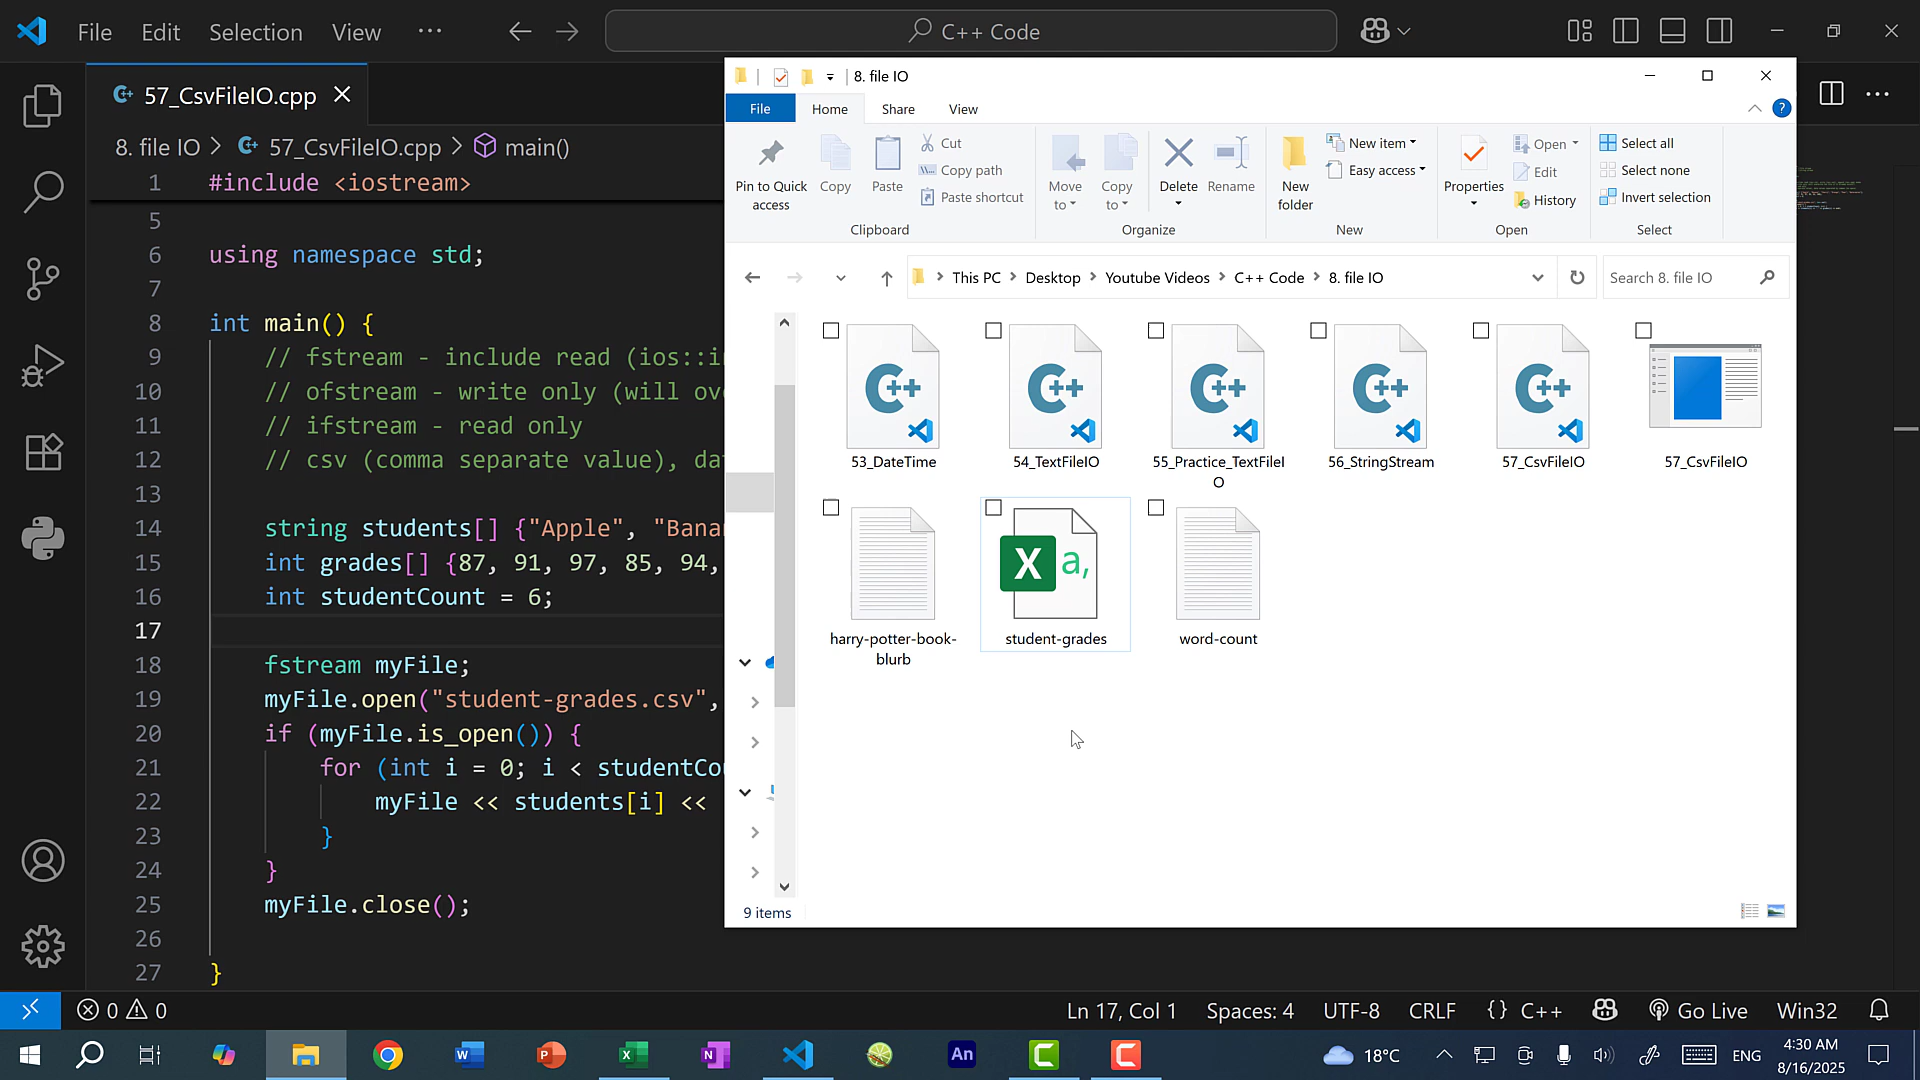 File Edit Selection View ... C++ Code
57_CsvFileIO.cpp
8. file IO > 57_CsvFileIO.cpp > main()
1 #include <iostream>
5
6 using namespace std;
7
8 int main() {
9 // fstream - include read (ios::i
10 // ofstream - write only (will ov
11 // ifstream - read only
12 // csv (comma separate value), da
13
14 string students[] {"Apple", "Bana
15 int grades[] {87, 91, 97, 85, 94,
16 int studentCount = 6;
17
18 fstream myFile;
19 myFile.open("student-grades.csv",
20 if (myFile.is_open()) {
21 for (int i = 0; i < studentCo
22 myFile << students[i] <<
23 }
24 }
25 myFile.close();
26
27 }
8. file IO
File Home Share View
Pin to Quick access
Copy
Paste
Cut
Copy path
Paste shortcut
Clipboard
Move to
Copy to
Delete
Rename
Organize
New folder
New item
Easy access
New
Properties
Open
Edit
History
Open
Select all
Select none
Invert selection
Select
This PC > Desktop > Youtube Videos > C++ Code > 8. file IO
Search 8. file IO
53_DateTime
54_TextFileIO
55_Practice_TextFileI
O
56_StringStream
57_CsvFileIO
57_CsvFileIO
harry-potter-book-
blurb
student-grades
word-count
9 items
0 0 Ln 17, Col 1 Spaces: 4 UTF-8 CRLF {} C++ Go Live Win32
18°C ENG 4:30 AM
8/16/2025